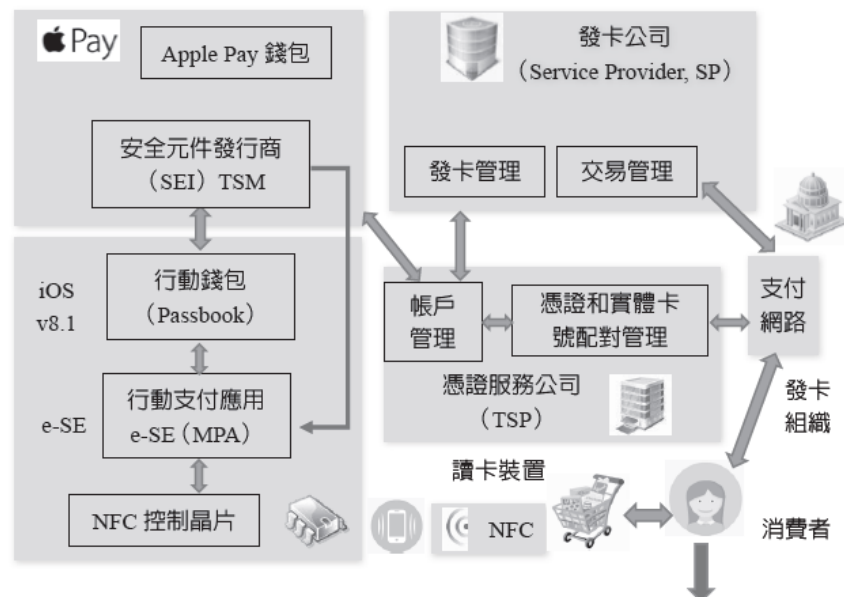 Pay
Apple Pay 錢包
安全元件發行商
（SEI）TSM
發卡公司
（Service Provider, SP）
發卡管理
交易管理
iOS
v8.1
行動錢包
（Passbook）
帳戶
管理
憑證和實體卡
號配對管理
支付
網路
憑證服務公司
（TSP）
e-SE
行動支付應用
e-SE（MPA）
發卡
組織
讀卡裝置
NFC 控制晶片
NFC
消費者